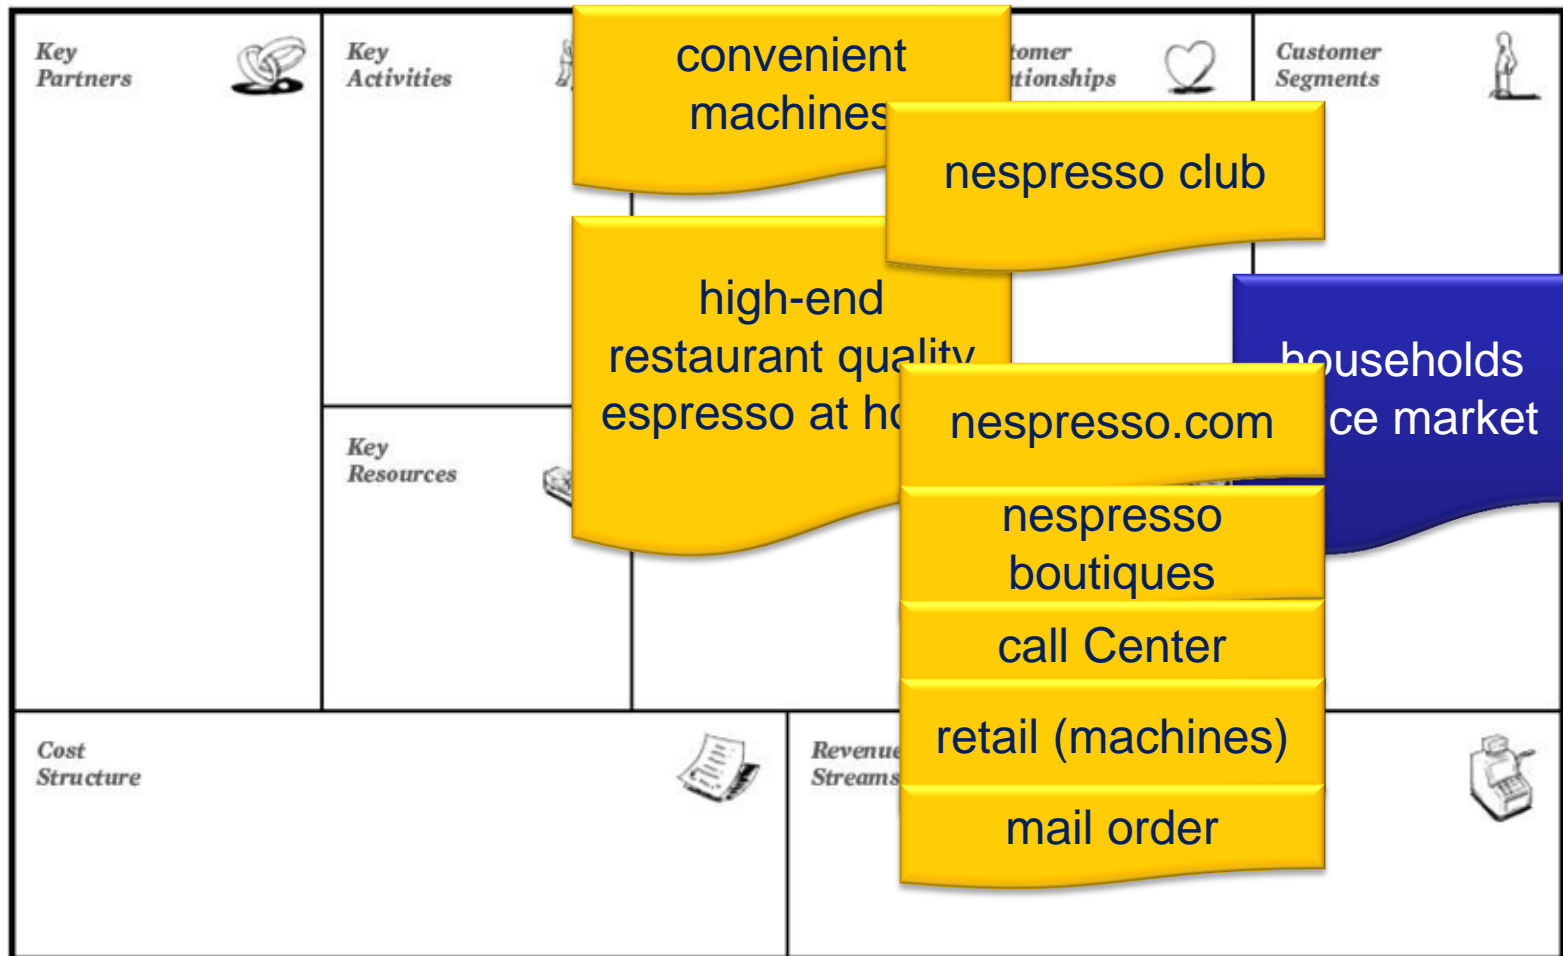 Key
Partners
Key
Activities
convenient
machines
tomer
tionships
Customer
Segments
nespresso club
high-end
restaurant quality
espresso at ho
households
ce market
nespresso.com
Key
Resources
nespresso
boutiques
call Center
retail (machines)
mail order
Cost
Structure
Revenue
Streams